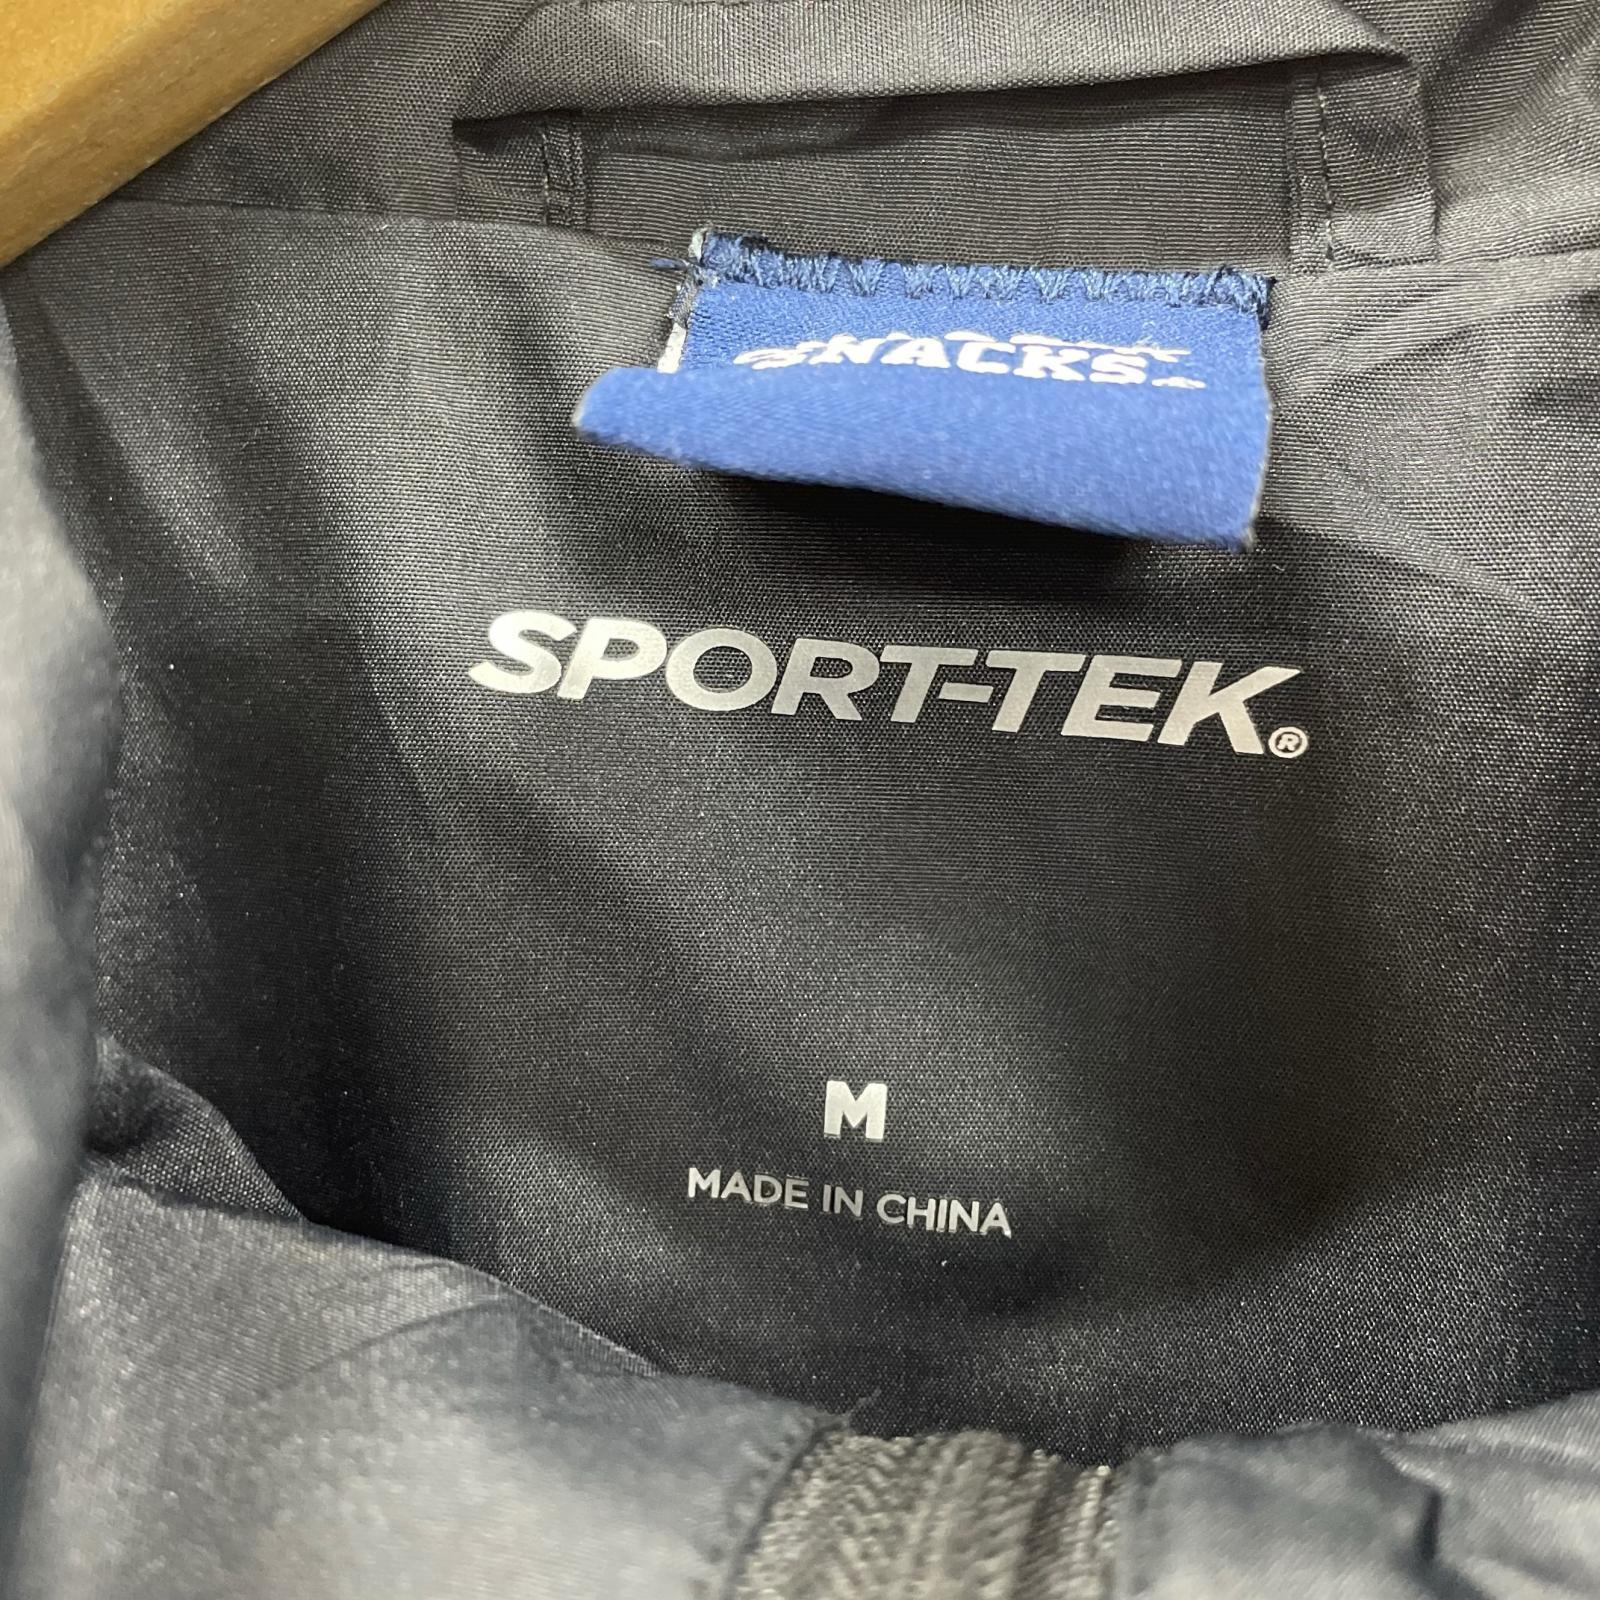 SNACKS
SPORT-TEK®
M
MADE IN CHINA